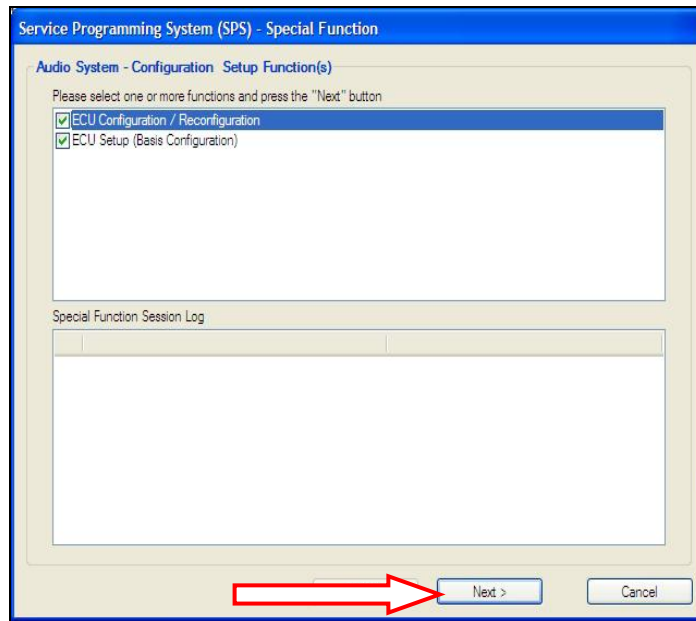 Service Programming System (SPS) - Special Function
Audio System - Configuration Setup Function(s)
Please select one or more functions and press the "Next" button
ECU Configuration / Reconfiguration
ECU Setup (Basis Configuration)
Special Function Session Log
Next >
Cancel